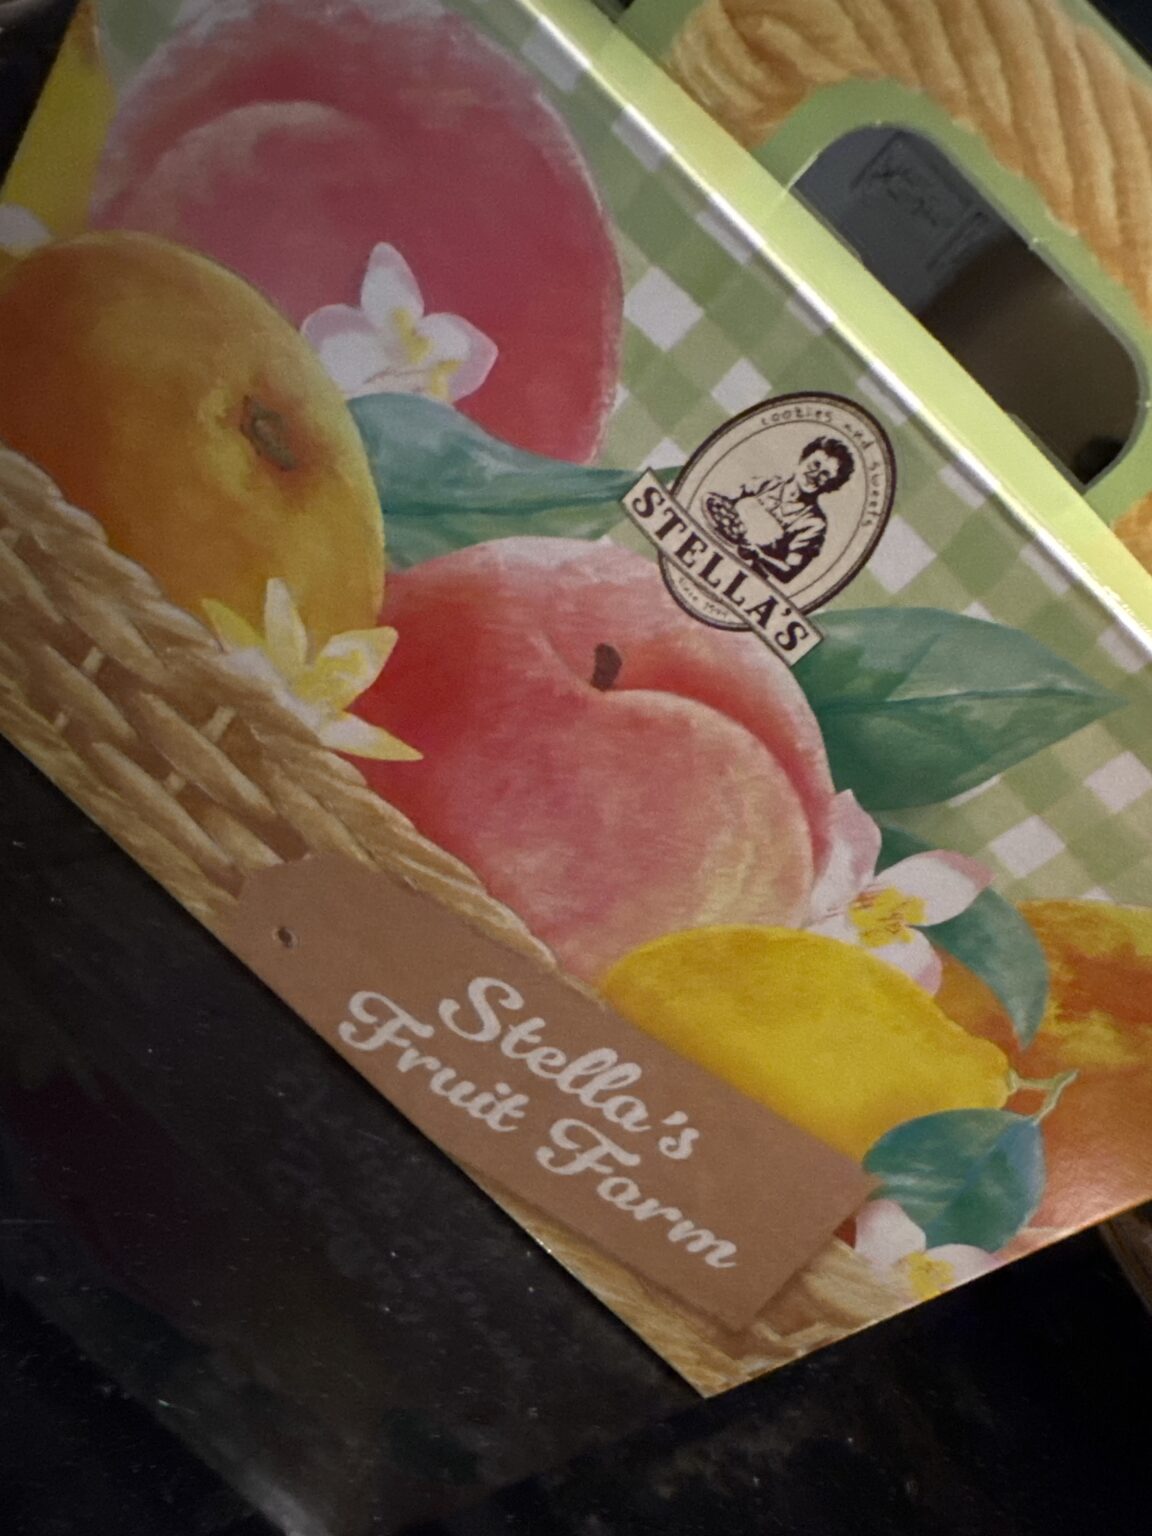 cookies and sweets
STELLA'S
Stella's
Fruit Farm